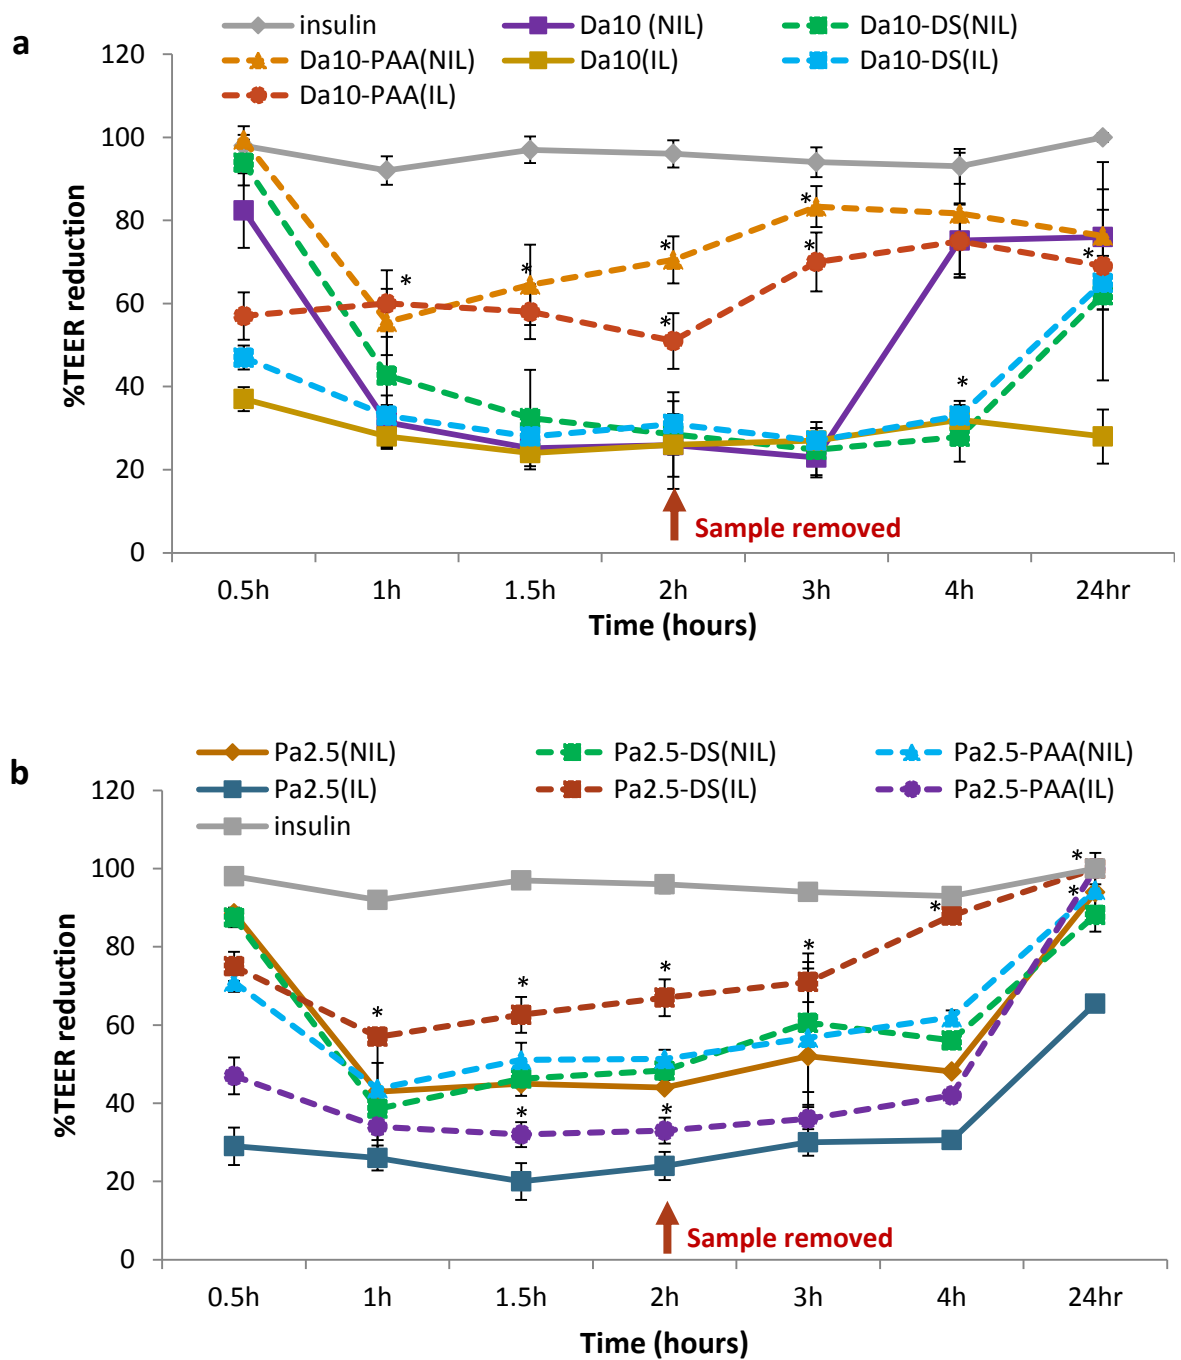 a
insulin Da10 (NIL) Da10-DS(NIL)
Da10-PAA(NIL) Da10(IL) Da10-DS(IL)
Da10-PAA(IL)
120
100
80
60
40
20
0
%TEER reduction
* * * * * * * *
Sample removed
0.5h 1h 1.5h 2h 3h 4h 24hr
Time (hours)
b
Pa2.5(NIL) Pa2.5-DS(NIL) Pa2.5-PAA(NIL)
Pa2.5(IL) Pa2.5-DS(IL) Pa2.5-PAA(IL)
insulin
120
100
80
60
40
20
0
%TEER reduction
* * * * * * * * *
Sample removed
0.5h 1h 1.5h 2h 3h 4h 24hr
Time (hours)